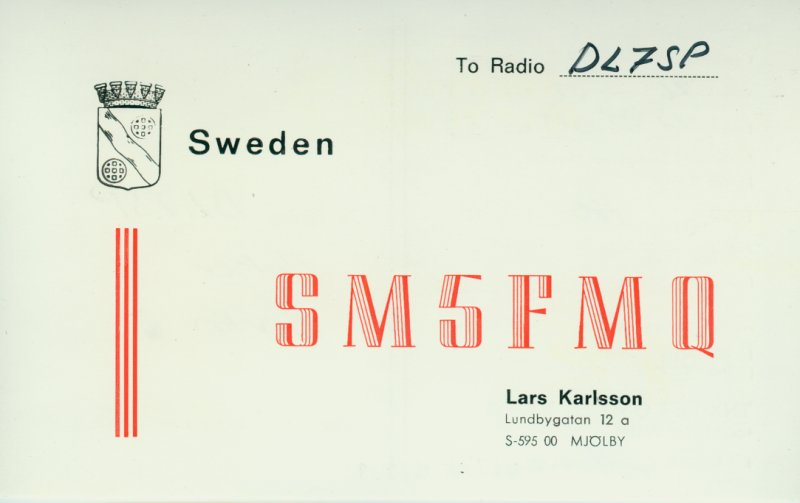 To Radio DL7SP
Sweden
SM5FMQ
Lars Karlsson
Lundbygatan 12 a
S-595 00 MJÖLBY